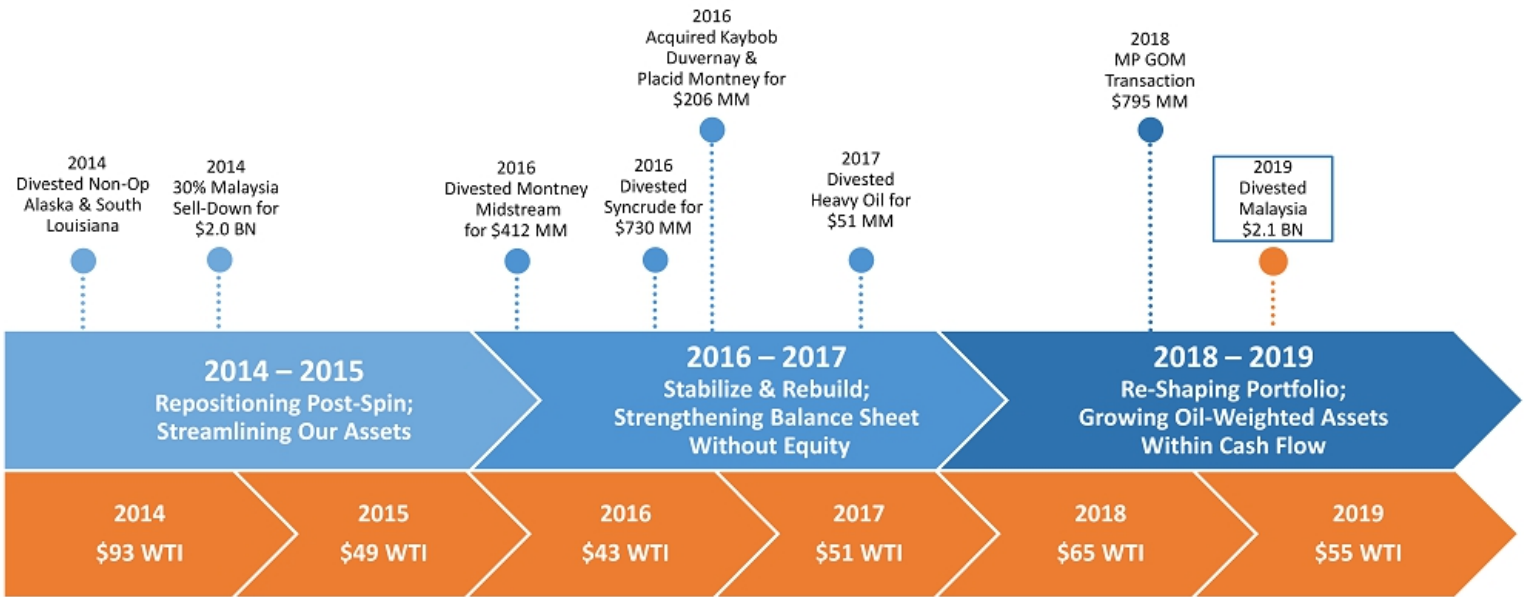 2014
Divested Non-Op
Alaska & South
Louisiana
2014
30% Malaysia
Sell-Down for
$2.0 BN
2016
Divested Montney
Midstream
for $412 MM
2016
Divested
Syncrude for
$730 MM
2016
Acquired Kaybob
Duvernay &
Placid Montney for
$206 MM
2017
Divested
Heavy Oil for
$51 MM
2018
MP GOM
Transaction
$795 MM
2019
Divested
Malaysia
$2.1 BN
2014 – 2015
Repositioning Post-Spin;
Streamlining Our Assets
2016 – 2017
Stabilize & Rebuild;
Strengthening Balance Sheet
Without Equity
2018 – 2019
Re-Shaping Portfolio;
Growing Oil-Weighted Assets
Within Cash Flow
2014
$93 WTI
2015
$49 WTI
2016
$43 WTI
2017
$51 WTI
2018
$65 WTI
2019
$55 WTI